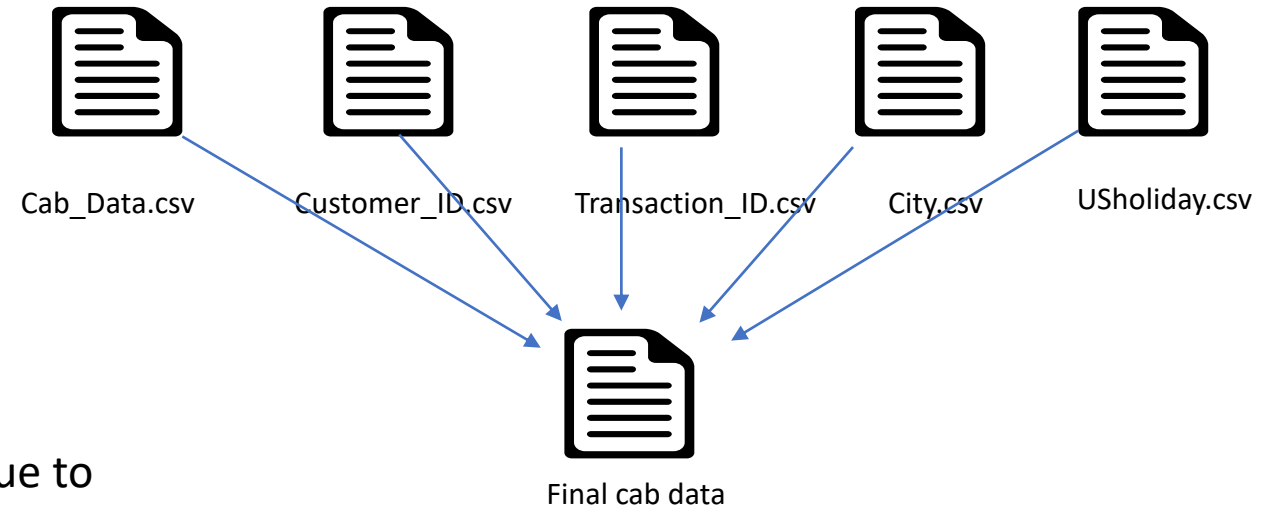 Cab_Data.csv
Customer_ID.csv
Transaction_ID.csv
City.csv
USholiday.csv
ue to
Final cab data